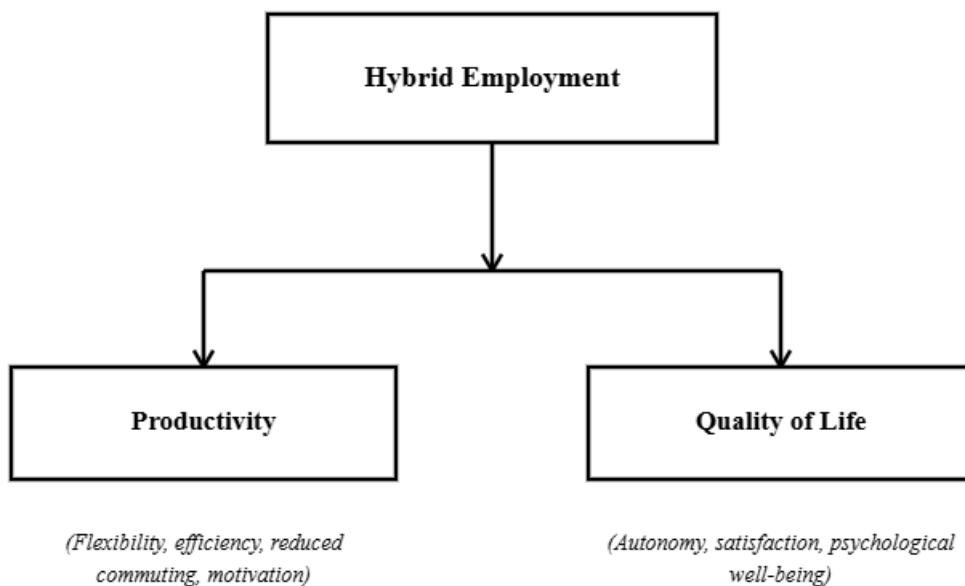 Hybrid Employment
Productivity
Quality of Life
(Flexibility, efficiency, reduced
commuting, motivation)
(Autonomy, satisfaction, psychological
well-being)